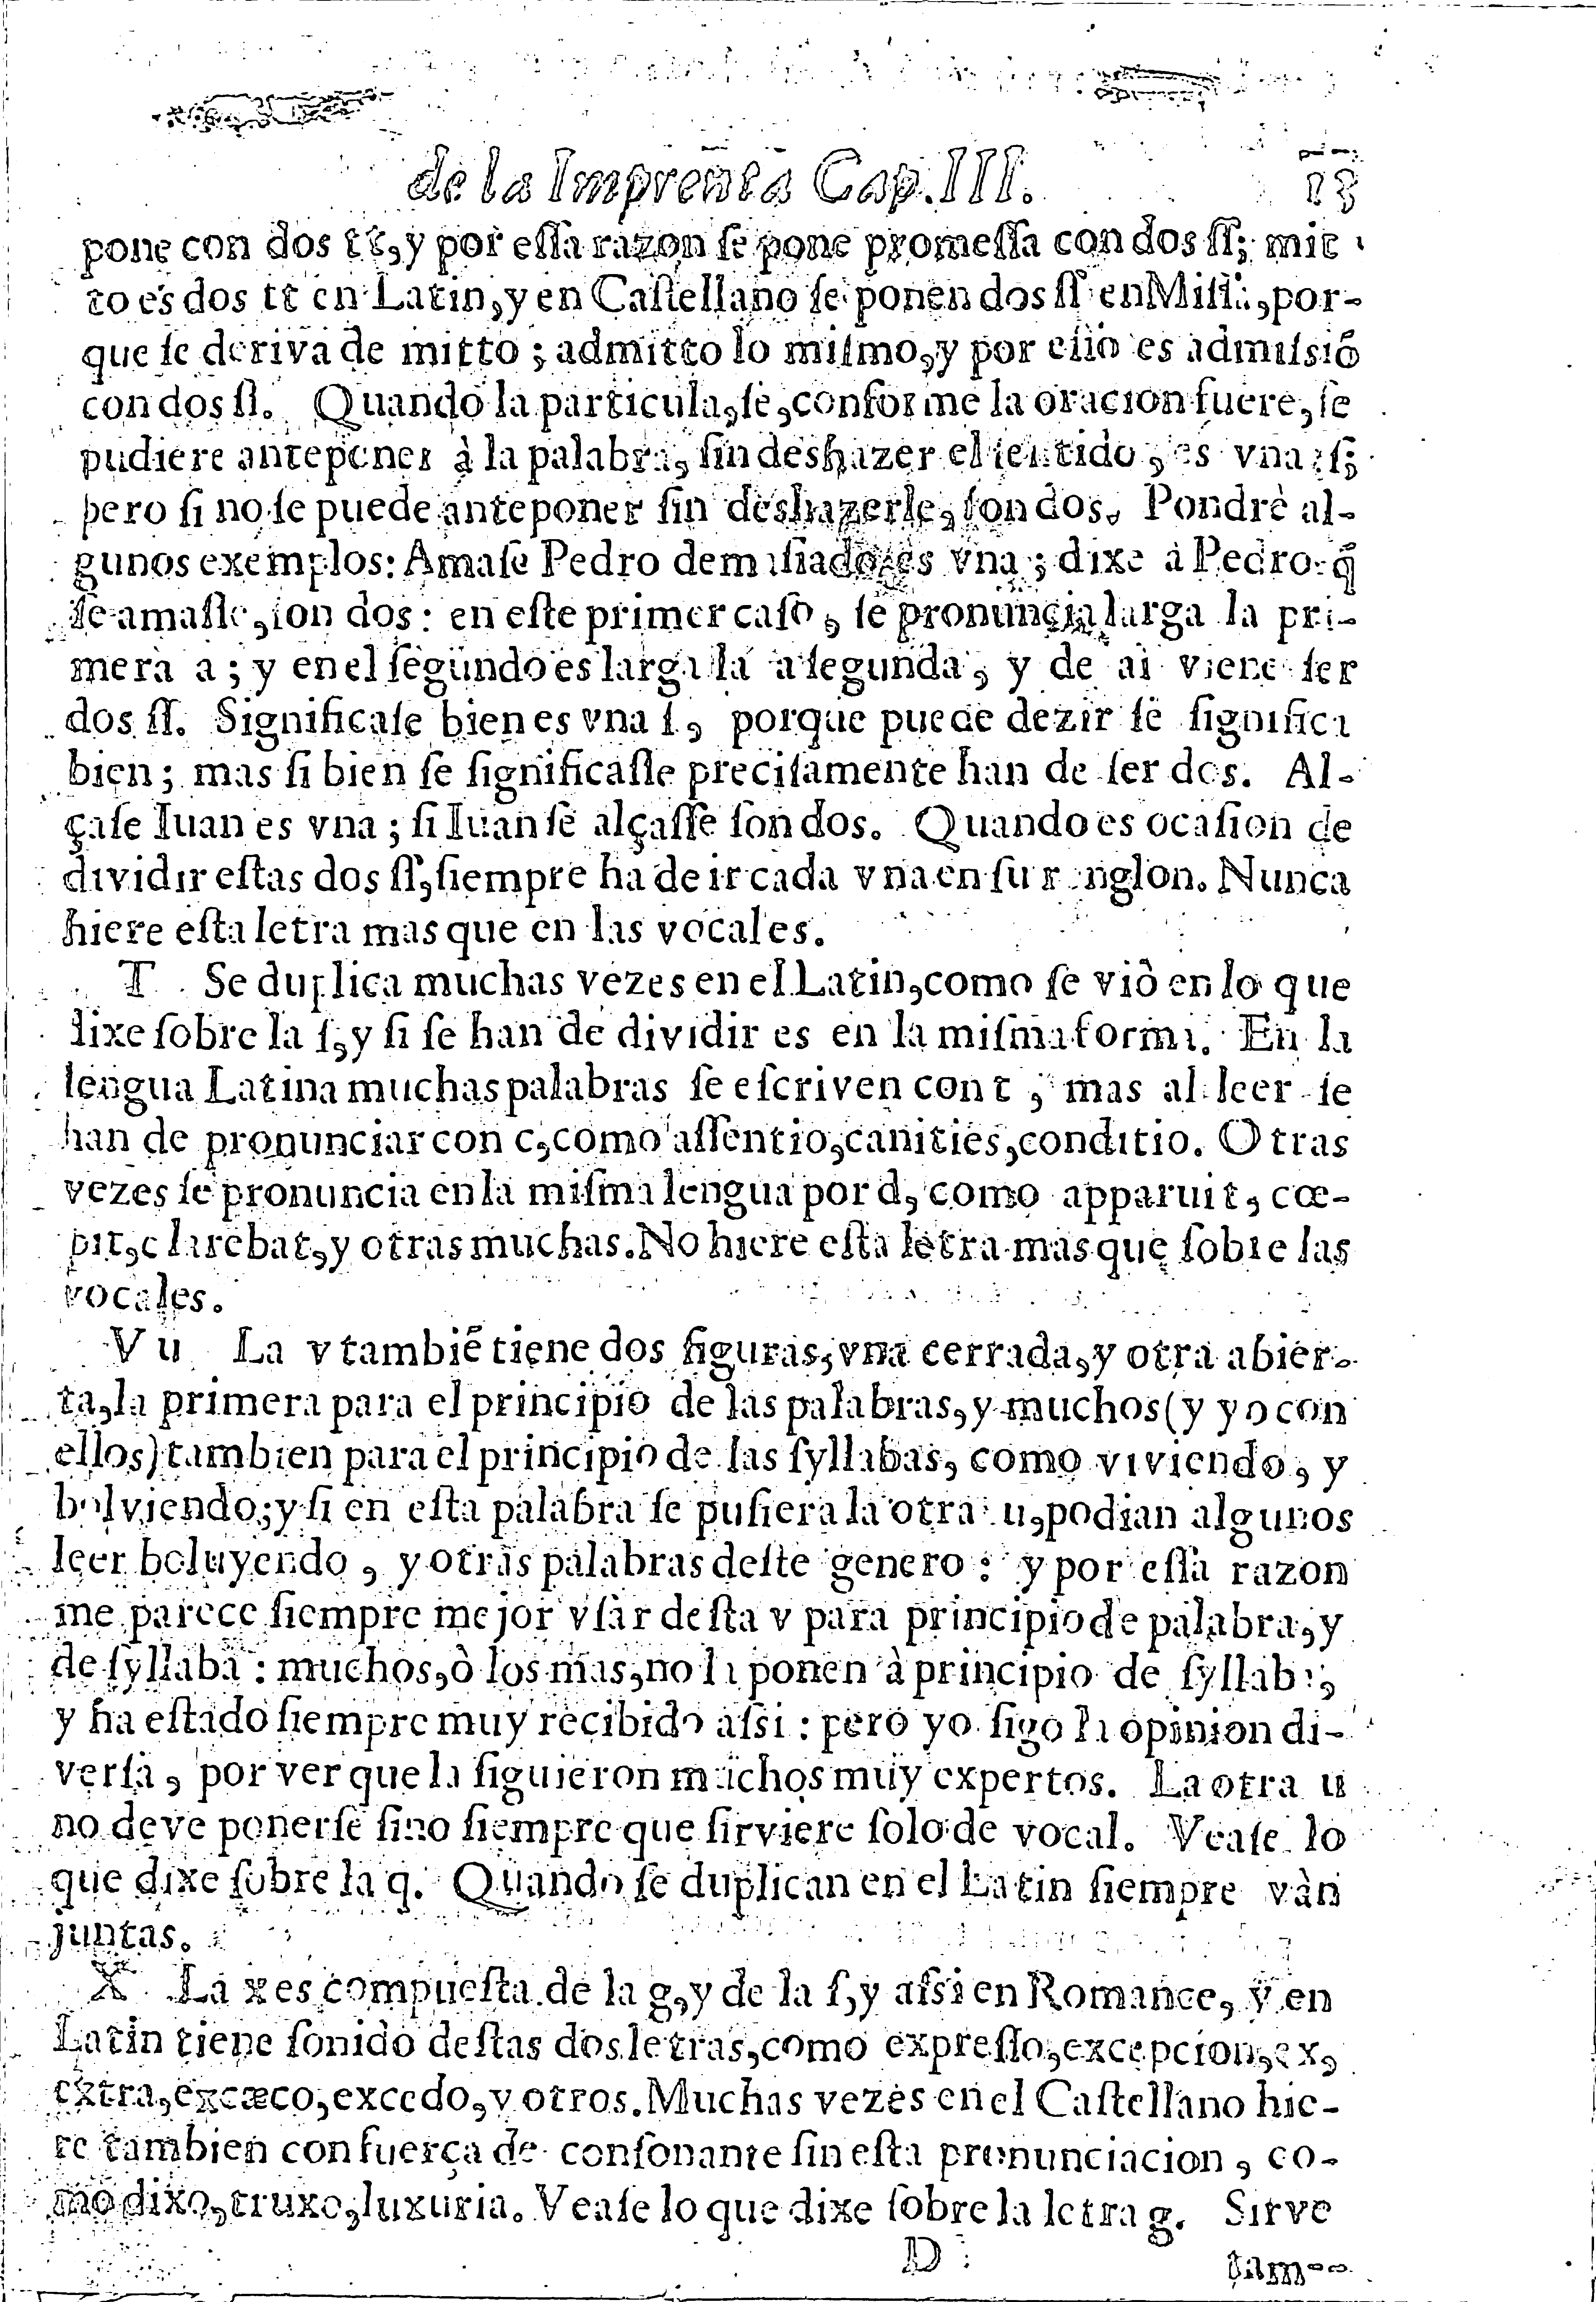 de la Imprenta Cap. III. 13
pone con dos tt, y por eſſa razon ſe pone promeſſa con dos ſſ; mit
to es dos tt en Latin, y en Caſtellano ſe ponen dos ſſ en Miſſa, por-
que ſe deriva de mitto; admitto lo miſmo, y por eſſo es admiſsiõ
con dos ſſ. Quando la particula, ſe, conforme la oracion fuere, ſe
pudiere anteponer à la palabra, ſin deshazer el ſentido, es vna ſ;
pero ſi no ſe puede anteponer ſin deshazerle, ſon dos. Pondrè al-
gunos exemplos: Amaſe Pedro demaſiado, es vna; dixe à Pedro q̃
ſe amaſſe, ſon dos: en eſte primer caſo, ſe pronuncia larga la pri-
mera a; y en el ſegundo es larga la a ſegunda, y de ai viene ſer
dos ſſ. Significaſe bien es vna ſ, porque puede dezir ſe ſignifica
bien; mas ſi bien ſe ſignificaſſe preciſamente han de ſer dos. Al-
çaſe Iuan es vna; ſi Iuan ſe alçaſſe ſon dos. Quando es ocaſion de
dividir eſtas dos ſſ, ſiempre ha de ir cada vna en ſu renglon. Nunca
hiere eſta letra mas que en las vocales.
T Se duplica muchas vezes en el Latin, como ſe viò en lo que
dixe ſobre la ſ, y ſi ſe han de dividir es en la miſma forma. En la
lengua Latina muchas palabras ſe eſcriven con t, mas al leer ſe
han de pronunciar con c, como aſſentio, canities, conditio. Otras
vezes ſe pronuncia en la miſma lengua por d, como apparuit, cœ-
pit, clarebat, y otras muchas. No hiere eſta letra mas que ſobre las
vocales.
V u La v tambiẽ tiene dos figuras, vna cerrada, y otra abier-
ta, la primera para el principio de las palabras, y muchos (y yo con
ellos) tambien para el principio de las ſyllabas, como viviendo, y
bolviendo; y ſi en eſta palabra ſe puſiera la otra u, podian algunos
leer boluyendo, y otras palabras deſte genero: y por eſſa razon
me parece ſiempre mejor vſar deſta v para principio de palabra, y
de ſyllaba: muchos, ò los mas, no la ponen à principio de ſyllaba,
y ha eſtado ſiempre muy recibido aſsi: pero yo ſigo la opinion di-
verſa, por ver que la ſiguieron muchos muy expertos. La otra u
no deve ponerſe ſino ſiempre que ſirviere ſolo de vocal. Veaſe lo
que dixe ſobre la q. Quando ſe duplican en el Latin ſiempre vàn
juntas.
X La x es compueſta de la g, y de la ſ, y aſsi en Romance, y en
Latin tiene ſonido deſtas dos letras, como expreſſo, excepcion, ex,
extra, excæco, excedo, y otros. Muchas vezes en el Caſtellano hie-
re tambien con fuerça de conſonante ſin eſta pronunciacion, co-
mo dixo, truxo, luxuria. Veaſe lo que dixe ſobre la letra g. Sirve
D tam-